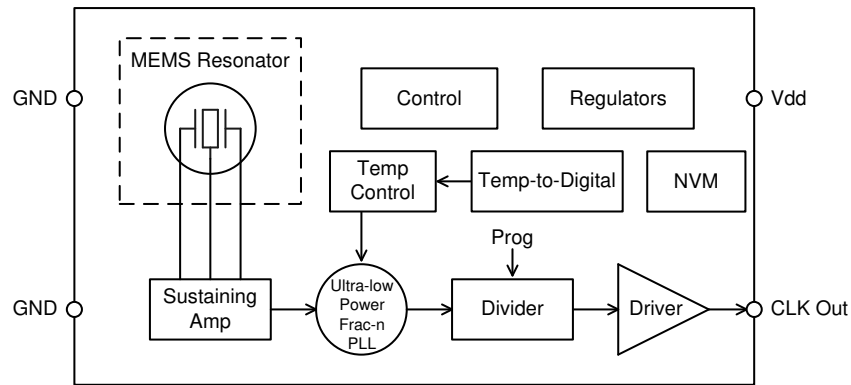 MEMS Resonator
GND
Control
Regulators
Vdd
Temp
Control
Temp-to-Digital
NVM
Prog
GND
Sustaining
Amp
Ultra-low
Power
Frac-n
PLL
Divider
Driver
CLK Out